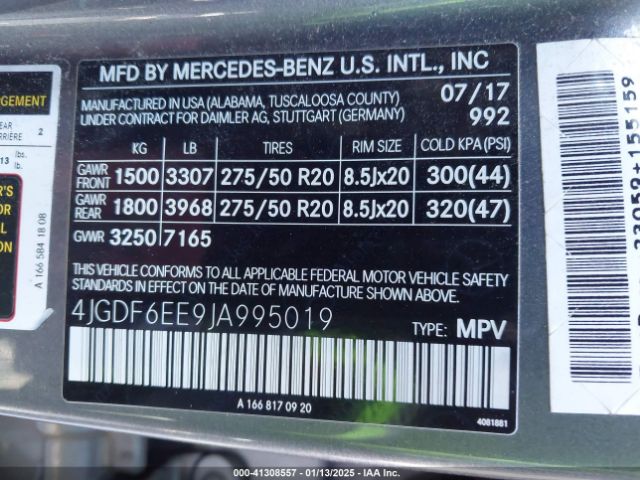 MFD BY MERCEDES-BENZ U.S. INTL., INC
MANUFACTURED IN USA (ALABAMA, TUSCALOOSA COUNTY) 07/17
UNDER CONTRACT FOR DAIMLER AG, STUTTGART (GERMANY) 992
KG LB TIRES RIM SIZE COLD KPA (PSI)
GAWR FRONT 1500 3307 275/50 R20 8.5Jx20 300(44)
GAWR REAR 1800 3968 275/50 R20 8.5Jx20 320(47)
GVWR 3250 7165
THIS VEHICLE CONFORMS TO ALL APPLICABLE FEDERAL MOTOR VEHICLE SAFETY
STANDARDS IN EFFECT ON THE DATE OF MANUFACTURE SHOWN ABOVE.
4JGDF6EE9JA995019 TYPE: MPV
A 166 817 09 20
4081881
A 166 584 18 08
000-41308557 - 01/13/2025 - IAA Inc.